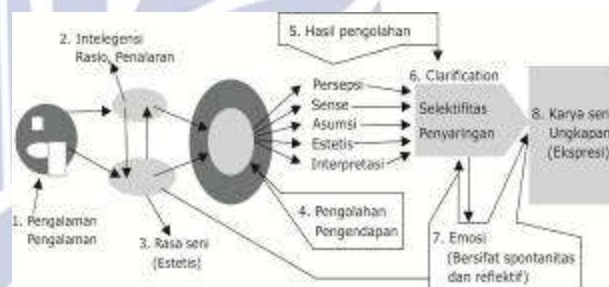 5. Hasil pengolahan
2. Intelegensi
Rasio, Penalaran
Persepsi
Sense
Asumsi
Estetis
Interpretasi
6. Clarification
Selektifitas
Penyaringan
8. Karya seni
Ungkapan
(Ekspresi)
1. Pengalaman
Pengalaman
3. Rasa seni
(Estetis)
4. Pengolahan
Pengendapan
7. Emosi
(Bersifat spontanitas
dan reflektif)